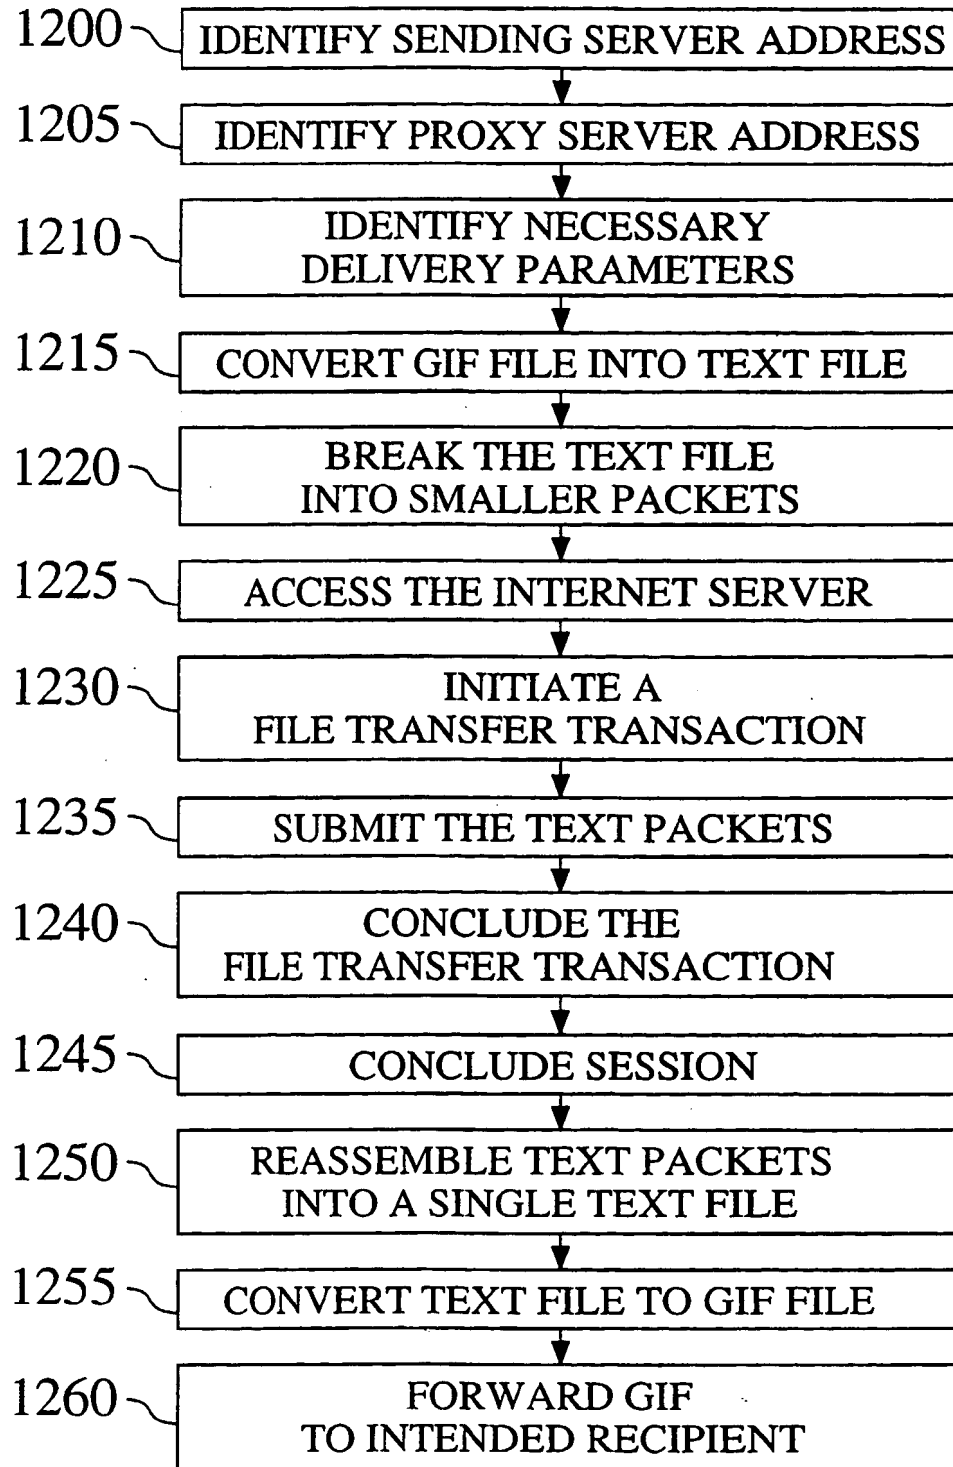 1200 IDENTIFY SENDING SERVER ADDRESS
1205 IDENTIFY PROXY SERVER ADDRESS
1210 IDENTIFY NECESSARY
DELIVERY PARAMETERS
1215 CONVERT GIF FILE INTO TEXT FILE
1220 BREAK THE TEXT FILE
INTO SMALLER PACKETS
1225 ACCESS THE INTERNET SERVER
1230 INITIATE A
FILE TRANSFER TRANSACTION
1235 SUBMIT THE TEXT PACKETS
1240 CONCLUDE THE
FILE TRANSFER TRANSACTION
1245 CONCLUDE SESSION
1250 REASSEMBLE TEXT PACKETS
INTO A SINGLE TEXT FILE
1255 CONVERT TEXT FILE TO GIF FILE
1260 FORWARD GIF
TO INTENDED RECIPIENT